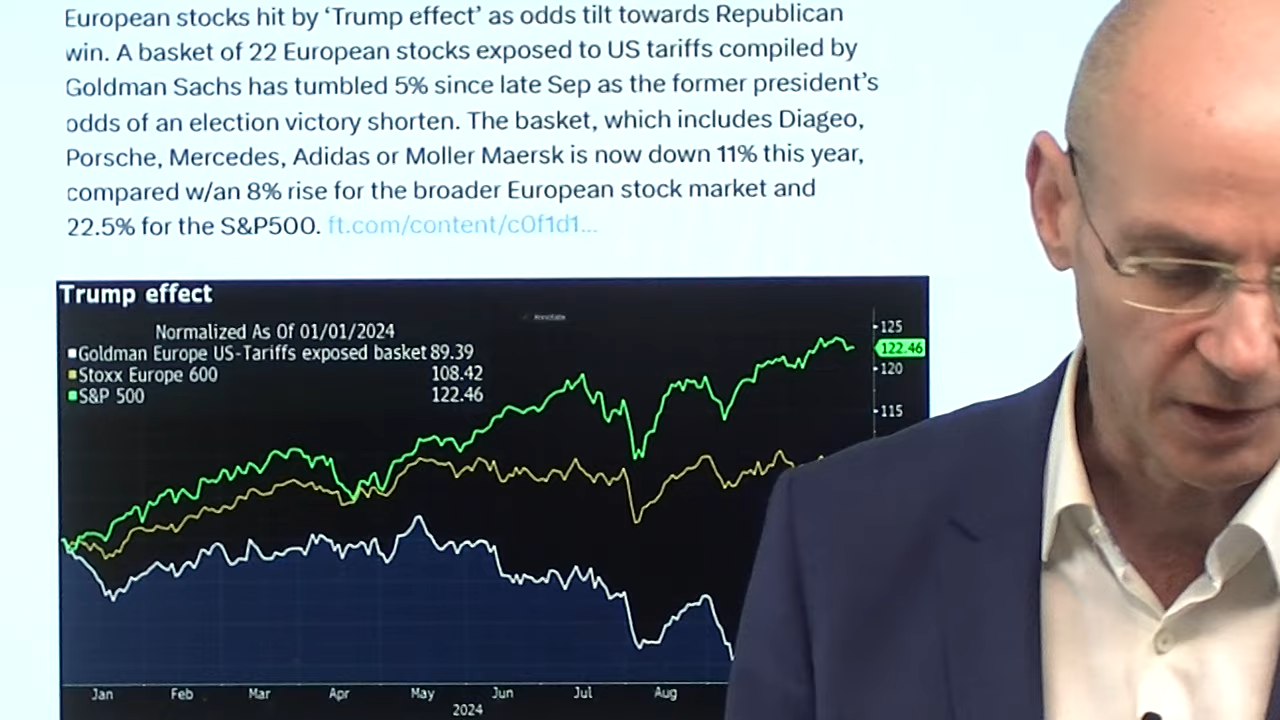 European stocks hit by ‘Trump effect’ as odds tilt towards Republican
win. A basket of 22 European stocks exposed to US tariffs compiled by
Goldman Sachs has tumbled 5% since late Sep as the former president’s
odds of an election victory shorten. The basket, which includes Diageo,
Porsche, Mercedes, Adidas or Moller Maersk is now down 11% this year,
compared w/an 8% rise for the broader European stock market and
22.5% for the S&P500. ft.com/content/c0f1d1...
Trump effect
Annotate
Normalized As Of 01/01/2024
Goldman Europe US-Tariffs exposed basket 89.39
Stoxx Europe 600 108.42
S&P 500 122.46
125
122.46
120
115
Jan Feb Mar Apr May Jun Jul Aug
2024